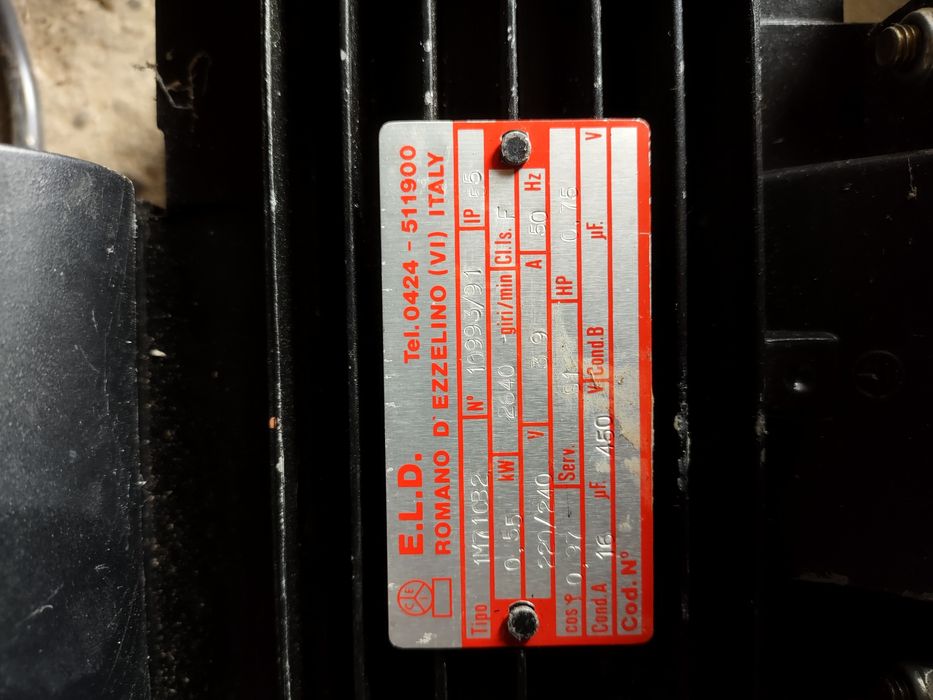 E.L.D. Tel. 0424 - 511900
ROMANO D' EZZELINO (VI) ITALY
Tipo 1M710B2 N° 10993/91 IP 55
0,55 kW 2640 giri/min Cl.Is. F
220/240 V 3,9 A 50 Hz
cos φ 0,37 Serv. S1 HP 0,75
Cond.A 16 µF. 450 V Cond.B µF. V
Cod. N°